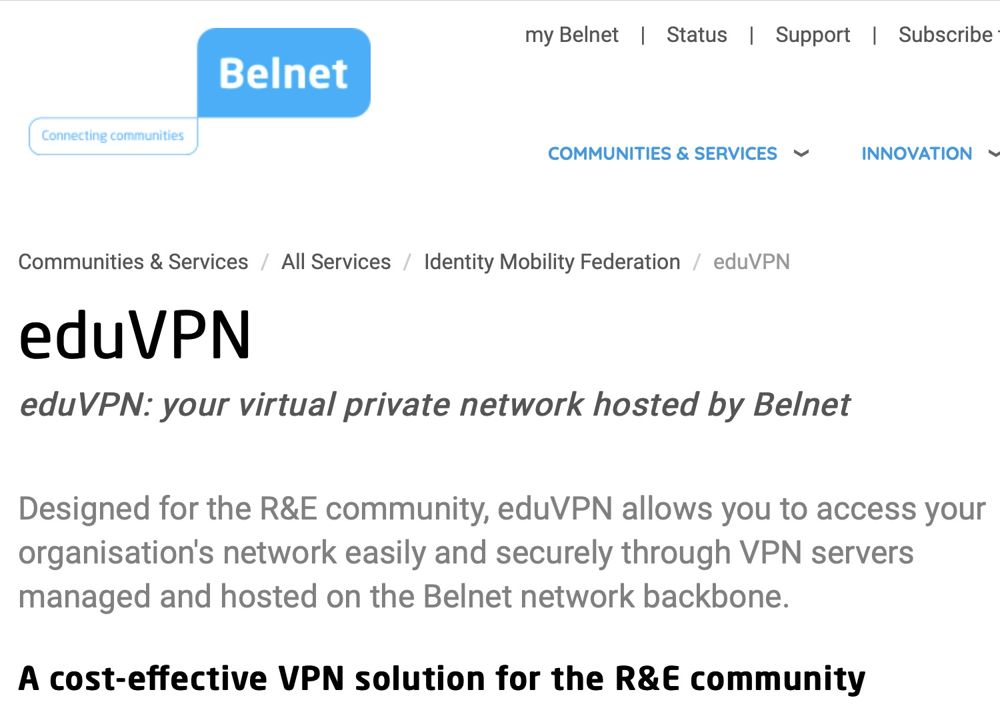 my Belnet | Status | Support | Subscribe
Belnet
Connecting communities
COMMUNITIES & SERVICES INNOVATION
Communities & Services / All Services / Identity Mobility Federation / eduVPN
eduVPN
eduVPN: your virtual private network hosted by Belnet
Designed for the R&E community, eduVPN allows you to access your
organisation's network easily and securely through VPN servers
managed and hosted on the Belnet network backbone.
A cost-effective VPN solution for the R&E community